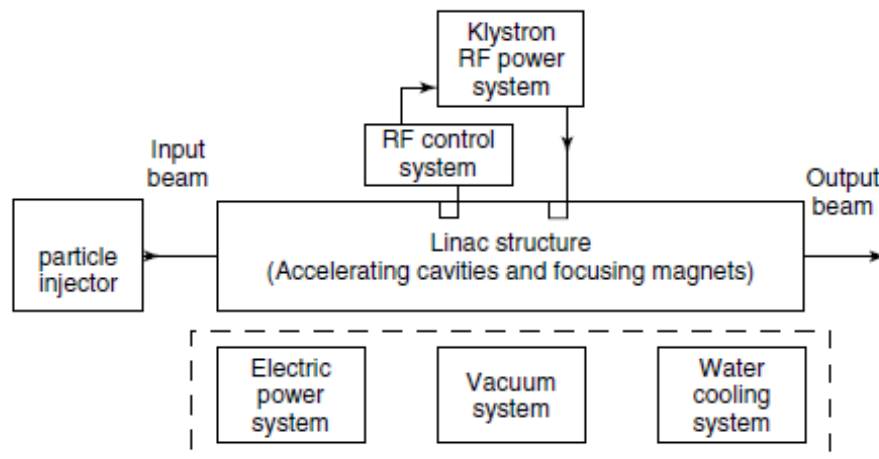 Klystron
RF power
system
RF control
system
Input
beam
Output
beam
particle
injector
Linac structure
(Accelerating cavities and focusing magnets)
Electric
power
system
Vacuum
system
Water
cooling
system